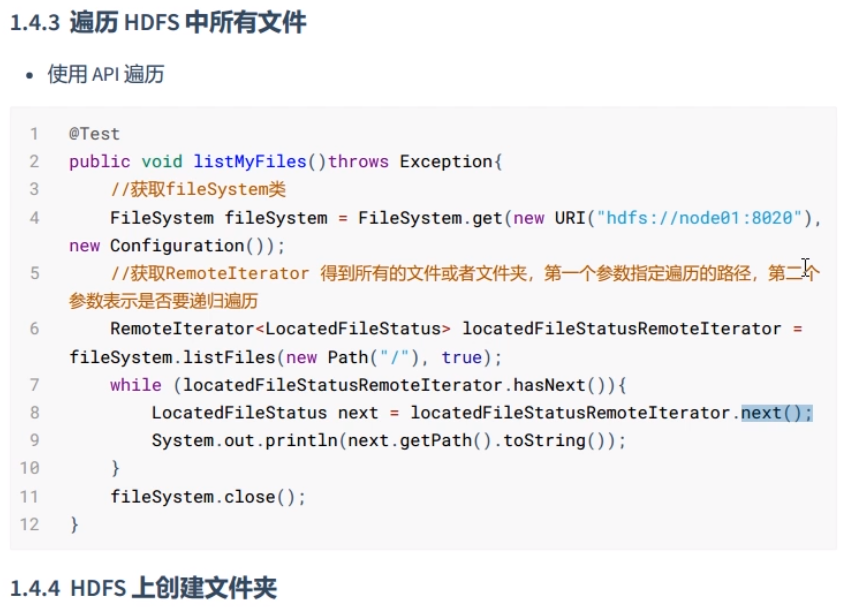 1.4.3 遍历 HDFS 中所有文件
• 使用 API 遍历
1 @Test
2 public void listMyFiles()throws Exception{
3 //获取fileSystem类
4 FileSystem fileSystem = FileSystem.get(new URI("hdfs://node01:8020"),
new Configuration());
5 //获取RemoteIterator 得到所有的文件或者文件夹，第一个参数指定遍历的路径，第二个
参数表示是否要递归遍历
6 RemoteIterator<LocatedFileStatus> locatedFileStatusRemoteIterator =
fileSystem.listFiles(new Path("/"), true);
7 while (locatedFileStatusRemoteIterator.hasNext()){
8 LocatedFileStatus next = locatedFileStatusRemoteIterator.next();
9 System.out.println(next.getPath().toString());
10 }
11 fileSystem.close();
12 }
1.4.4 HDFS 上创建文件夹